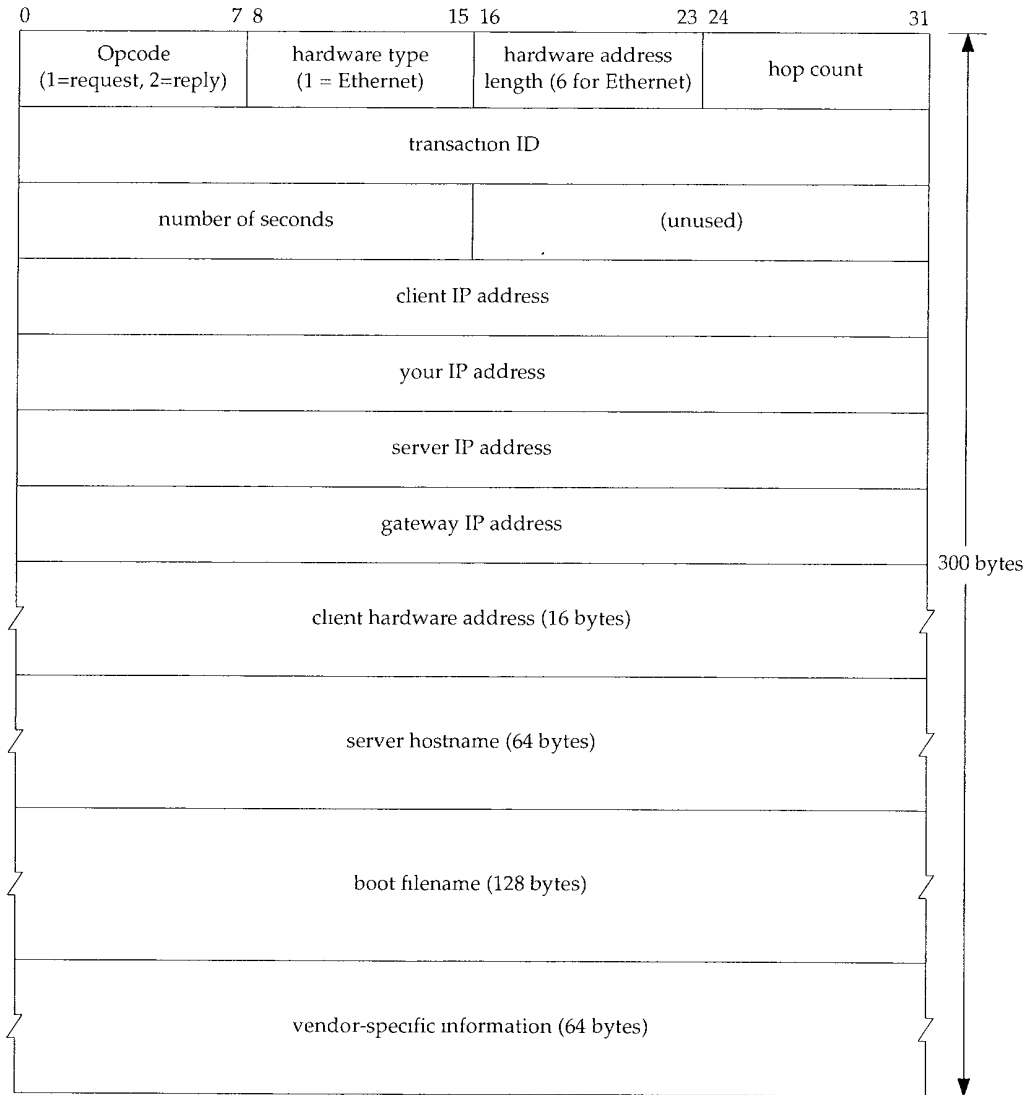 0 7 8 15 16 23 24 31
Opcode
(1=request, 2=reply)
hardware type
(1 = Ethernet)
hardware address
length (6 for Ethernet)
hop count
transaction ID
number of seconds
(unused)
client IP address
your IP address
server IP address
gateway IP address
300 bytes
client hardware address (16 bytes)
server hostname (64 bytes)
boot filename (128 bytes)
vendor-specific information (64 bytes)